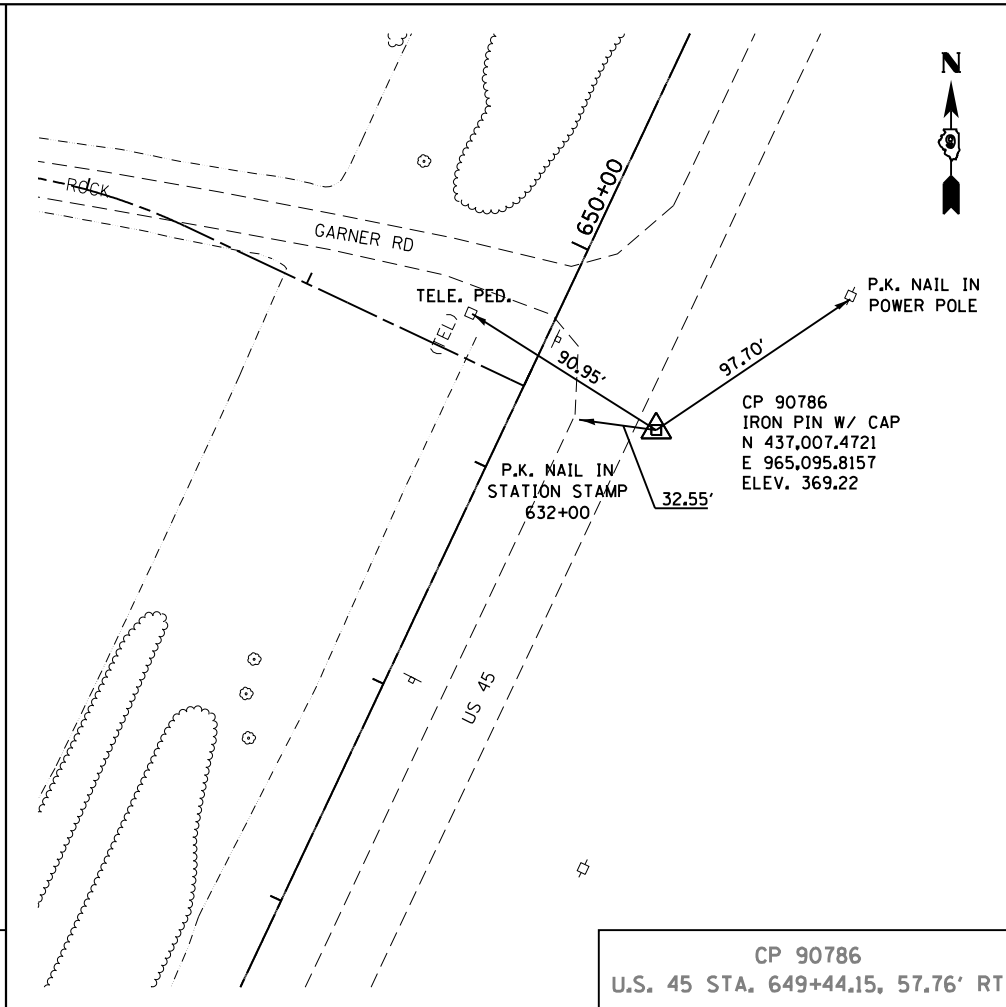 N
650+00
ROCK
GARNER RD
TELE. PED.
(TEL)
P.K. NAIL IN
POWER POLE
90.95'
97.70'
CP 90786
IRON PIN W/ CAP
N 437,007.4721
E 965,095.8157
ELEV. 369.22
P.K. NAIL IN
STATION STAMP
632+00
32.55'
US 45
CP 90786
U.S. 45 STA. 649+44.15, 57.76' RT